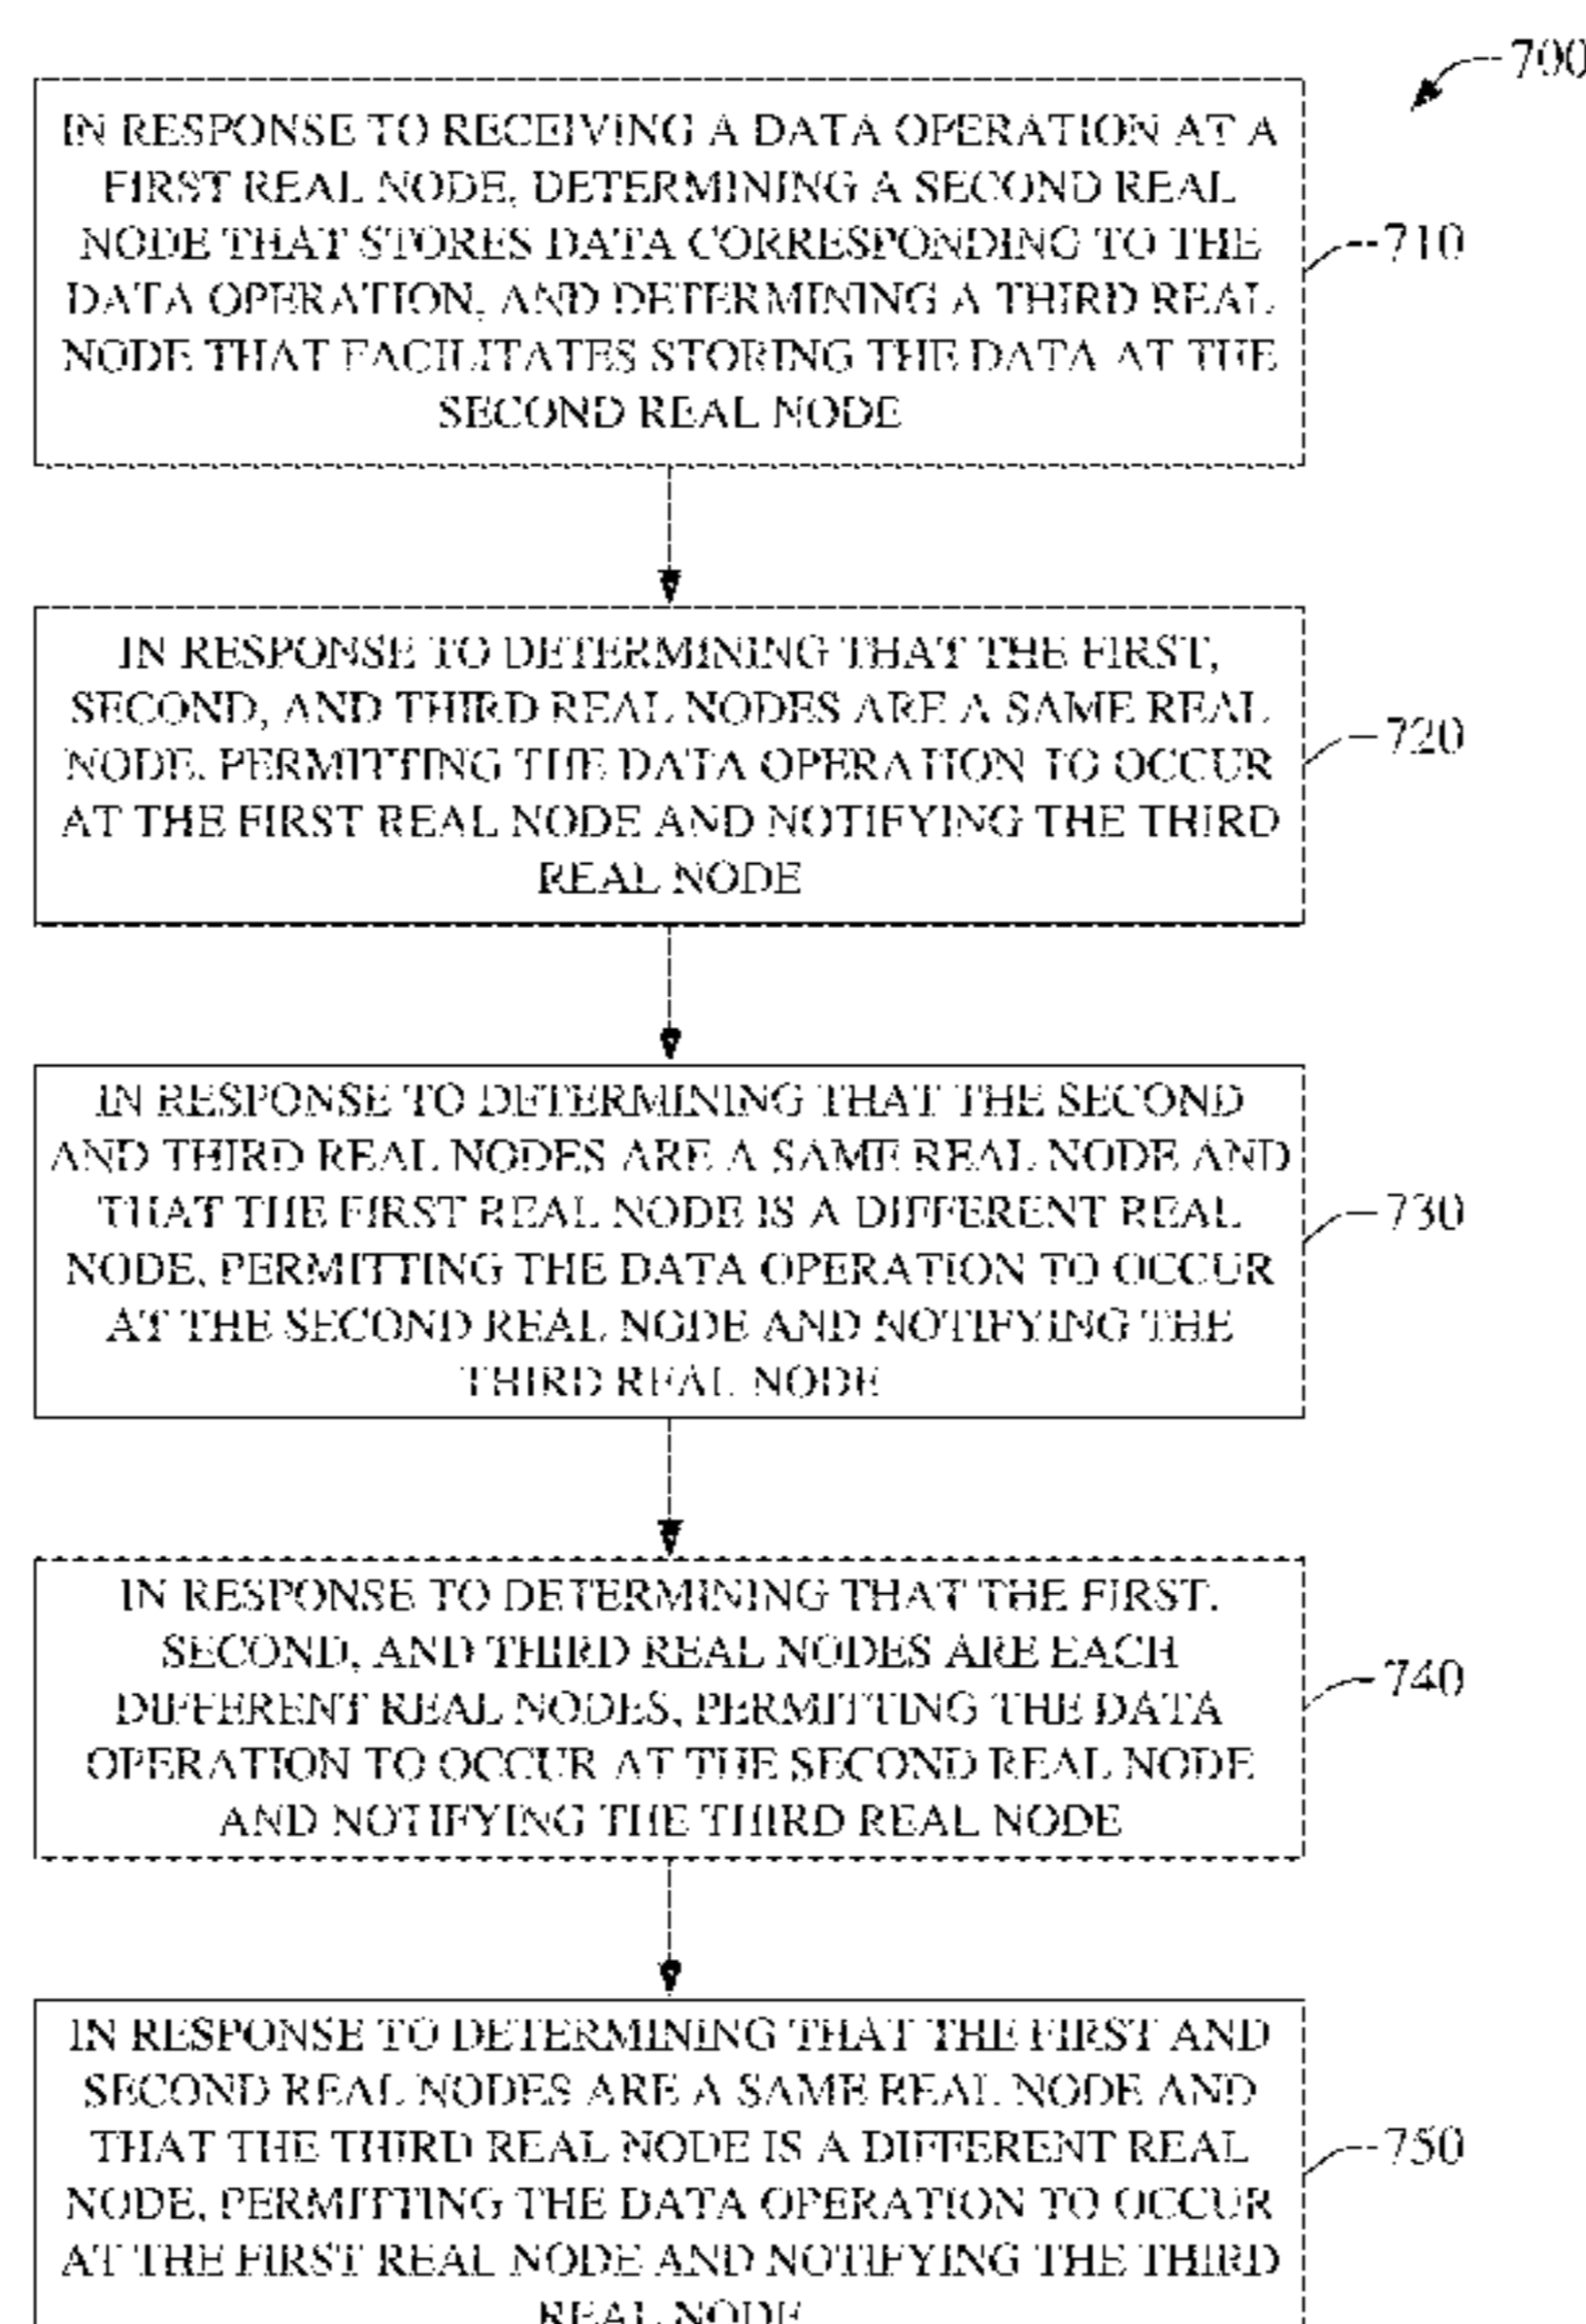 700
IN RESPONSE TO RECEIVING A DATA OPERATION AT A
FIRST REAL NODE, DETERMINING A SECOND REAL
NODE THAT STORES DATA CORRESPONDING TO THE
DATA OPERATION, AND DETERMINING A THIRD REAL
NODE THAT FACILITATES STORING THE DATA AT THE
SECOND REAL NODE
710
IN RESPONSE TO DETERMINING THAT THE FIRST,
SECOND, AND THIRD REAL NODES ARE A SAME REAL
NODE, PERMITTING THE DATA OPERATION TO OCCUR
AT THE FIRST REAL NODE AND NOTIFYING THE THIRD
REAL NODE
720
IN RESPONSE TO DETERMINING THAT THE SECOND
AND THIRD REAL NODES ARE A SAME REAL NODE AND
THAT THE FIRST REAL NODE IS A DIFFERENT REAL
NODE, PERMITTING THE DATA OPERATION TO OCCUR
AT THE SECOND REAL NODE AND NOTIFYING THE
THIRD REAL NODE
730
IN RESPONSE TO DETERMINING THAT THE FIRST,
SECOND, AND THIRD REAL NODES ARE EACH
DIFFERENT REAL NODES, PERMITTING THE DATA
OPERATION TO OCCUR AT THE SECOND REAL NODE
AND NOTIFYING THE THIRD REAL NODE
740
IN RESPONSE TO DETERMINING THAT THE FIRST AND
SECOND REAL NODES ARE A SAME REAL NODE AND
THAT THE THIRD REAL NODE IS A DIFFERENT REAL
NODE, PERMITTING THE DATA OPERATION TO OCCUR
AT THE FIRST REAL NODE AND NOTIFYING THE THIRD
REAL NODE
750